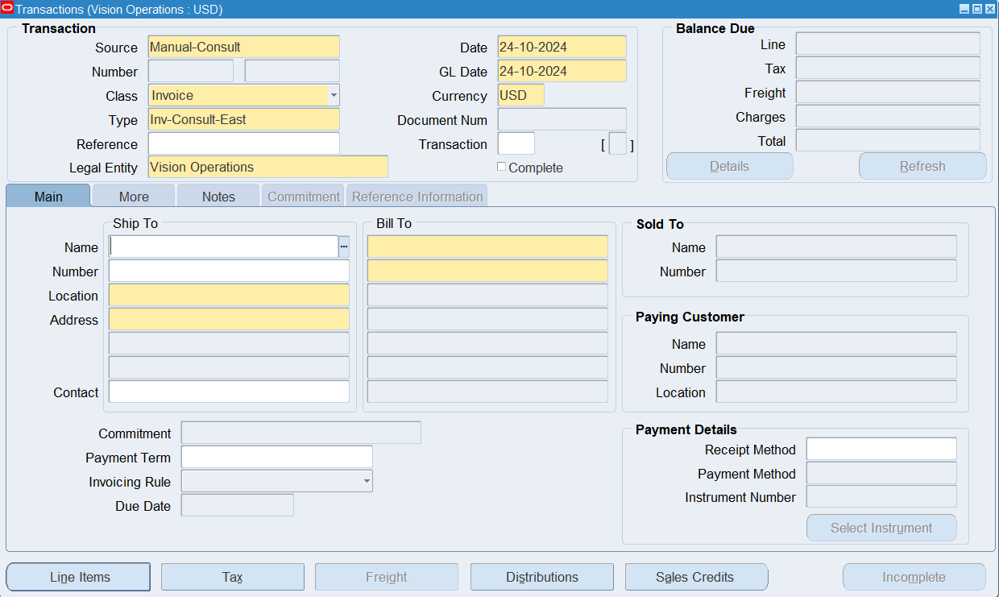 Transactions (Vision Operations : USD)
Transaction
Source Manual-Consult
Number
Class Invoice
Type Inv-Consult-East
Reference
Legal Entity Vision Operations
Date 24-10-2024
GL Date 24-10-2024
Currency USD
Document Num
Transaction [ ]
Complete
Balance Due
Line
Tax
Freight
Charges
Total
Details Refresh
Main More Notes Commitment Reference Information
Ship To Bill To
Name ...
Number
Location
Address
Contact
Commitment
Payment Term
Invoicing Rule
Due Date
Sold To
Name
Number
Paying Customer
Name
Number
Location
Payment Details
Receipt Method
Payment Method
Instrument Number
Select Instrument
Line Items Tax Freight Distributions Sales Credits Incomplete